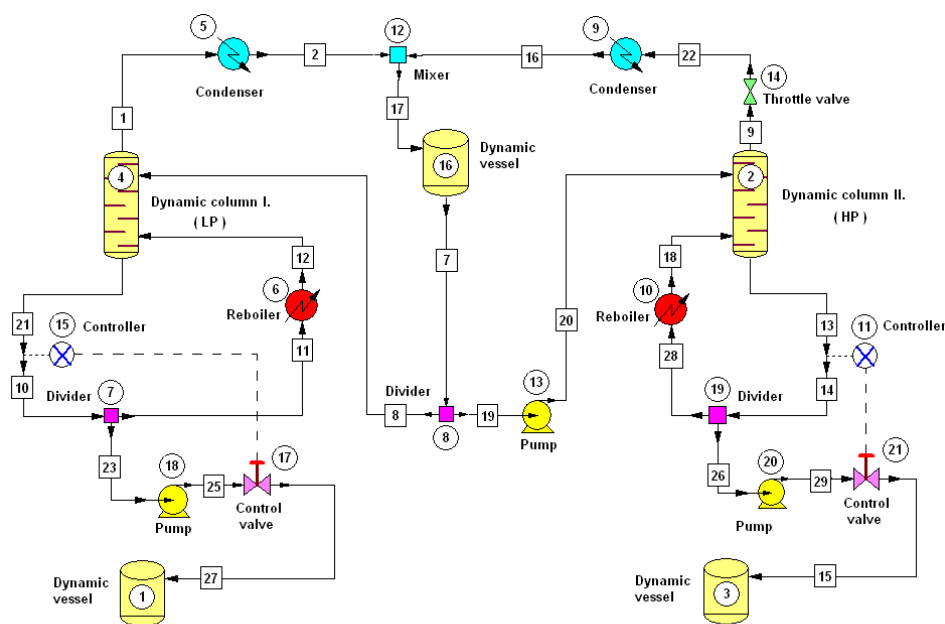 5
12
9
2
16
22
14
Condenser
Mixer
Condenser
Throttle valve
17
1
9
Dynamic
vessel
4
16
2
Dynamic column I.
( LP )
Dynamic column II.
( HP )
12
7
18
6
10
21
15
Controller
Reboiler
20
Reboiler
13
11
Controller
11
28
10
14
Divider
7
Divider
13
19
Divider
8
19
8
Pump
23
18
25
17
26
20
29
21
Pump
Control
valve
Pump
Control
valve
Dynamic
vessel
1
27
Dynamic
vessel
3
15